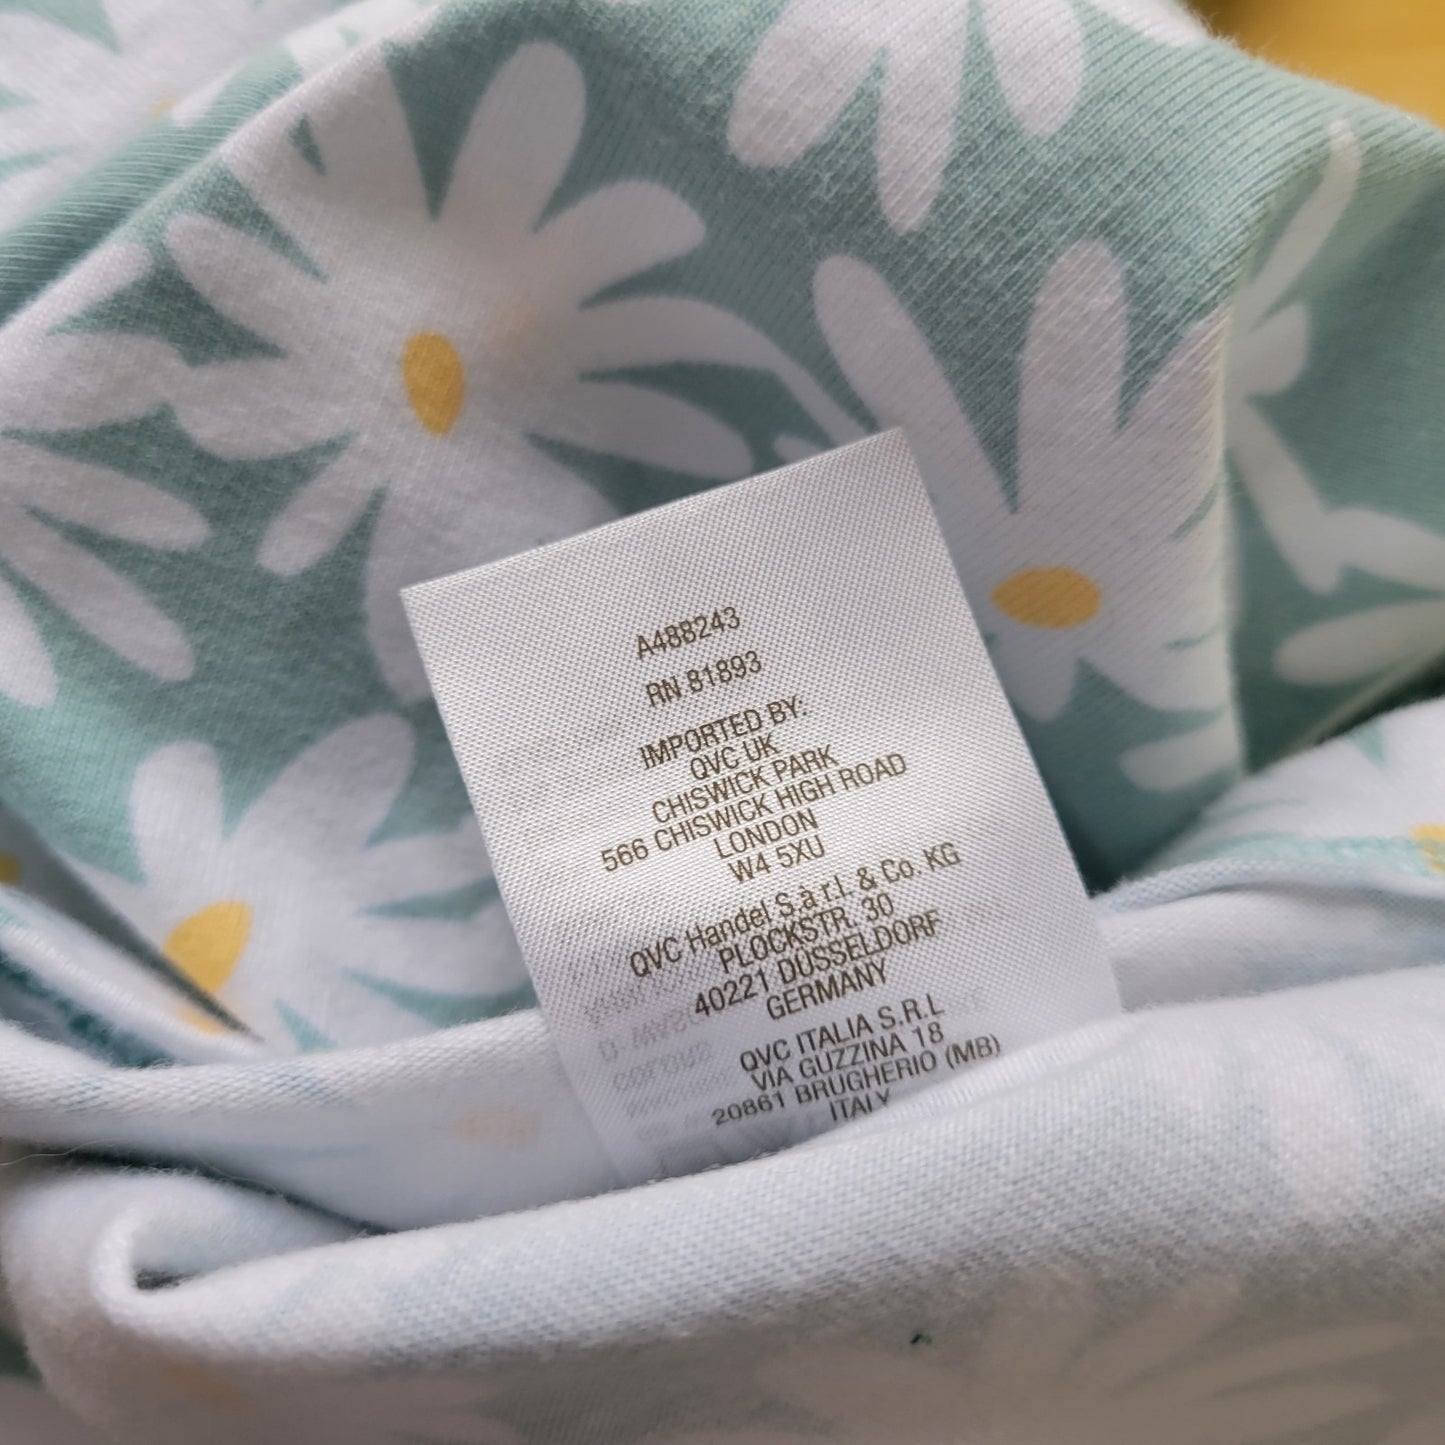 A488243
RN 81893
IMPORTED BY:
QVC UK
CHISWICK PARK
566 CHISWICK HIGH ROAD
LONDON
W4 5XU
QVC Handel S.à r.l. & Co. KG
PLOCKSTR. 30
40221 DÜSSELDORF
GERMANY
QVC ITALIA S.R.L
VIA GUZZINA 18
20861 BRUGHERIO (MB)
ITALY